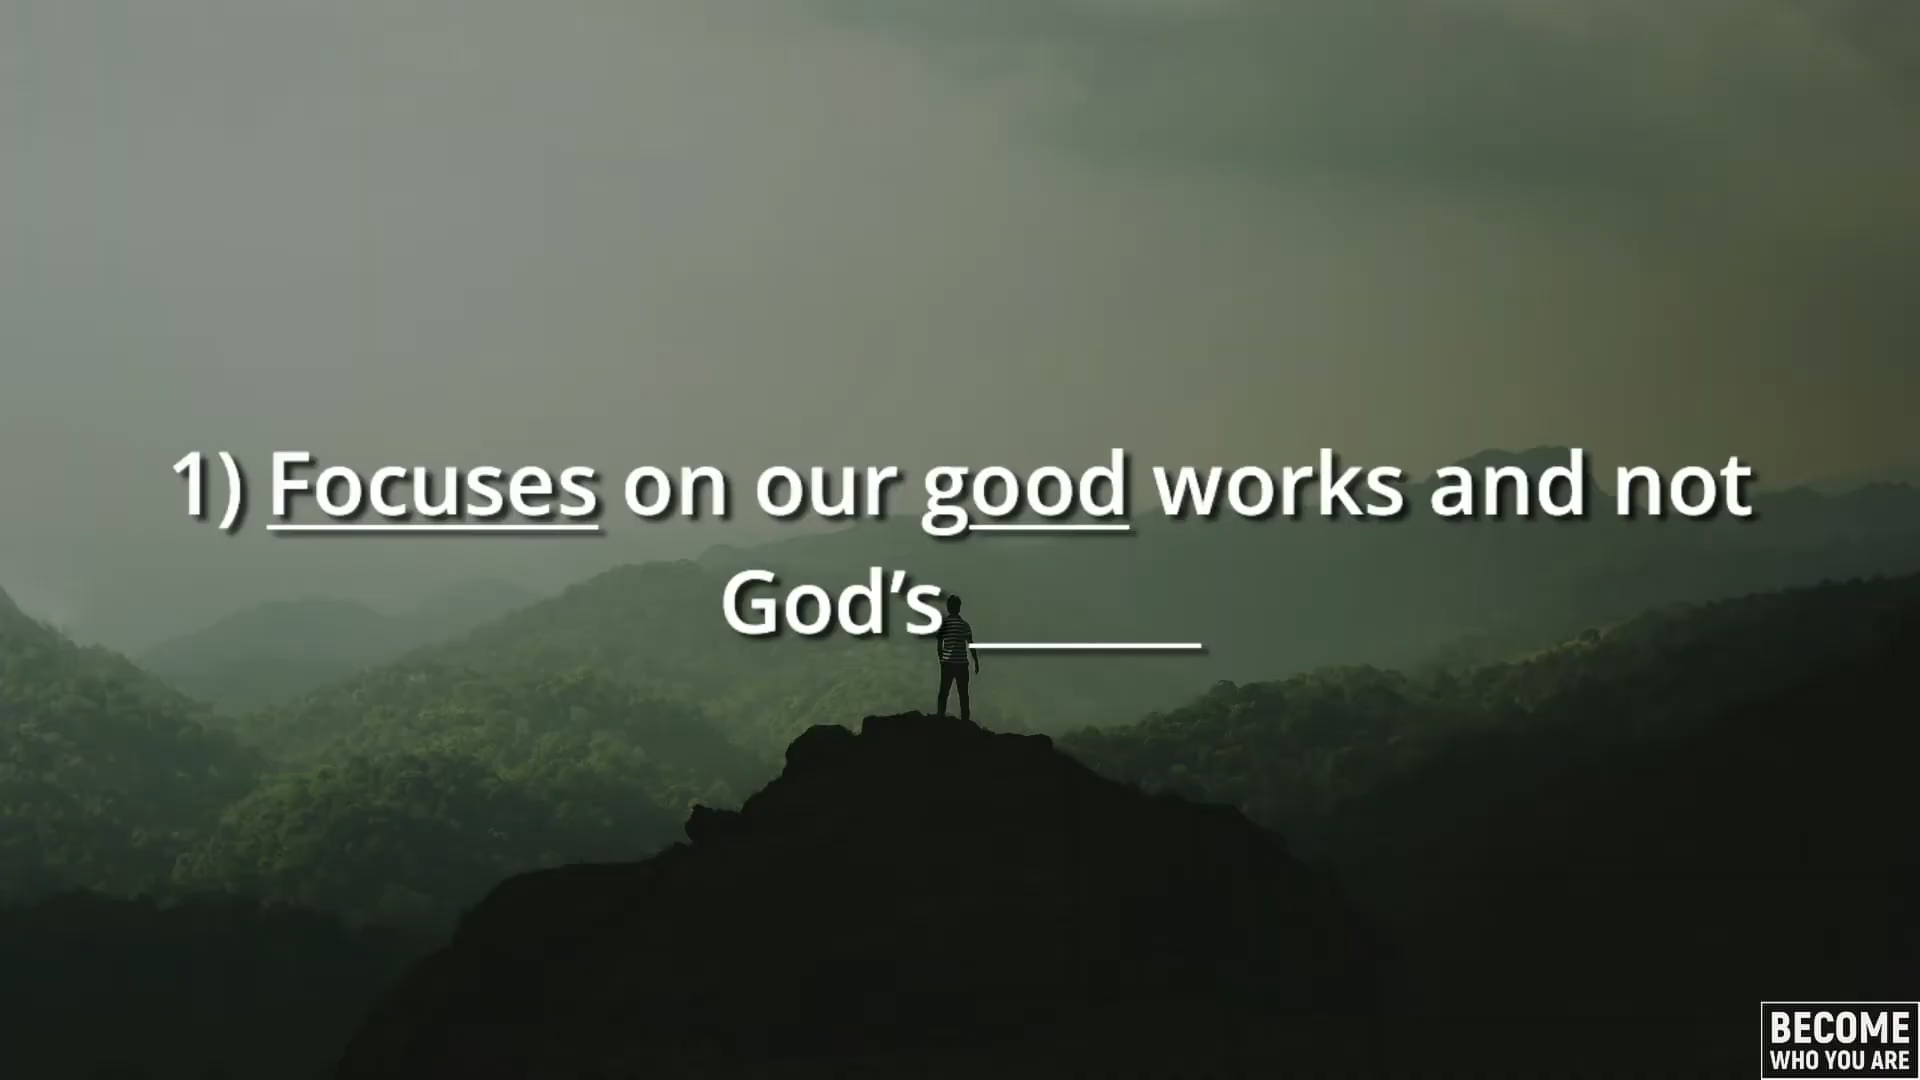 1) Focuses on our good works and not
God’s ______
BECOME
WHO YOU ARE